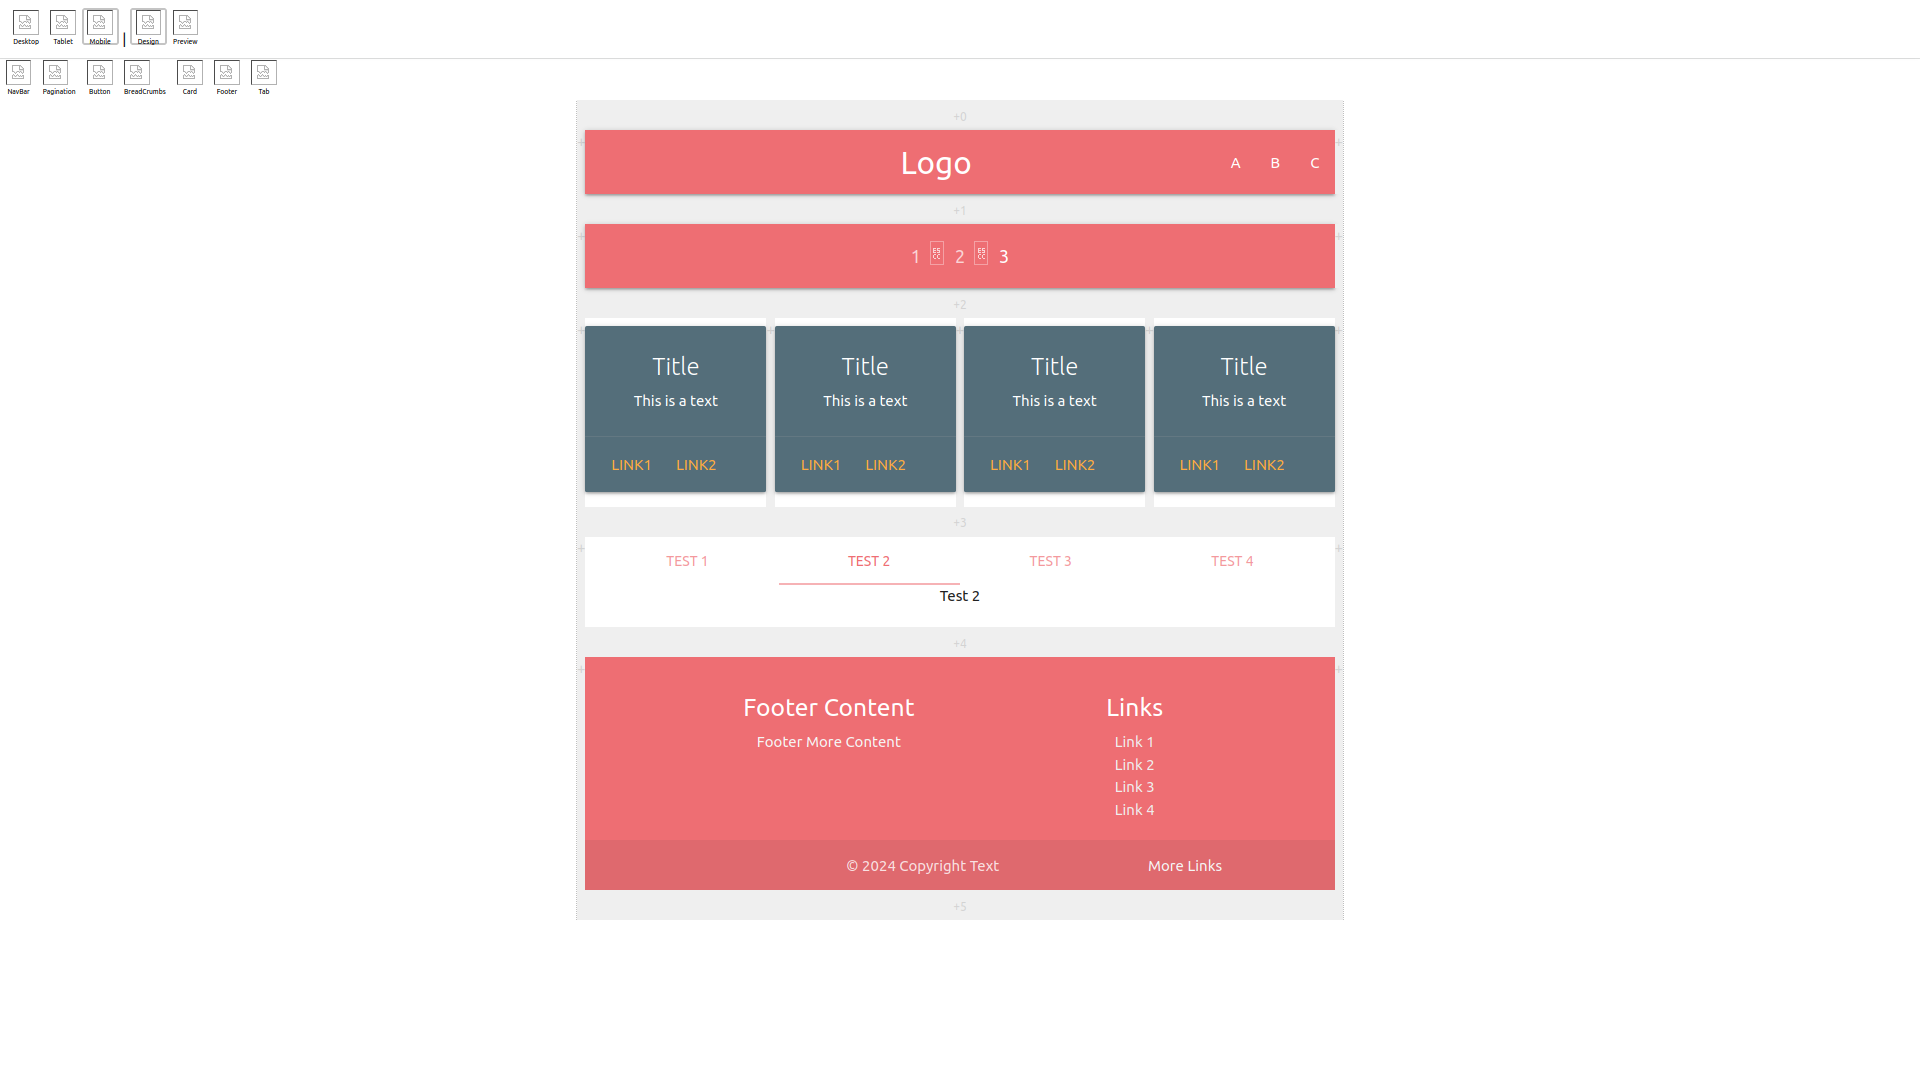 Desktop Tablet Mobile | Design Preview
NavBar Pagination Button BreadCrumbs Card Footer Tab
+0
+ +
Logo A B C
+1
+ +
1 E5CC 2 E5CC 3
+2
+ + + + +
Title Title Title Title
This is a text This is a text This is a text This is a text
LINK1 LINK2 LINK1 LINK2 LINK1 LINK2 LINK1 LINK2
+3
+ +
TEST 1 TEST 2 TEST 3 TEST 4
Test 2
+4
+ +
Footer Content Links
Footer More Content Link 1
Link 2
Link 3
Link 4
© 2024 Copyright Text More Links
+5